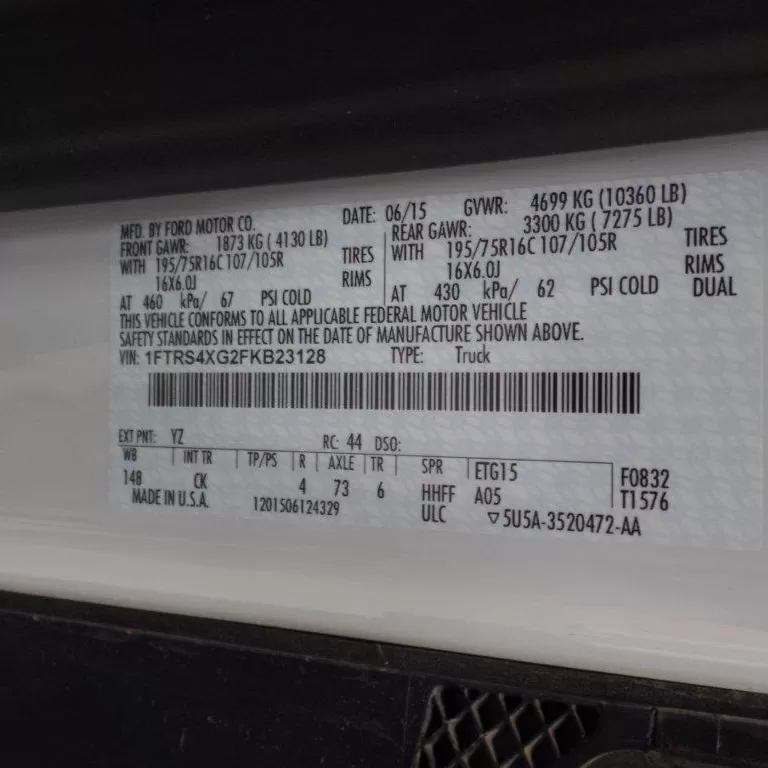 MFD. BY FORD MOTOR CO. DATE: 06/15 GVWR: 4699 KG (10360 LB)
FRONT GAWR: 1873 KG ( 4130 LB) REAR GAWR: 3300 KG ( 7275 LB)
WITH 195/75R16C 107/105R TIRES WITH 195/75R16C 107/105R TIRES
16X6.0J RIMS 16X6.0J RIMS
AT 460 kPa/ 67 PSI COLD AT 430 kPa/ 62 PSI COLD DUAL
THIS VEHICLE CONFORMS TO ALL APPLICABLE FEDERAL MOTOR VEHICLE
SAFETY STANDARDS IN EFFECT ON THE DATE OF MANUFACTURE SHOWN ABOVE.
VIN: 1FTRS4XG2FKB23128 TYPE: Truck
EXT PNT: YZ RC: 44 DSO:
WB INT TR TP/PS R AXLE TR SPR ETG15 F0832
148 CK 4 73 6 HHFF A05 T1576
MADE IN U.S.A. 1201506124329 ULC ▽5U5A-3520472-AA